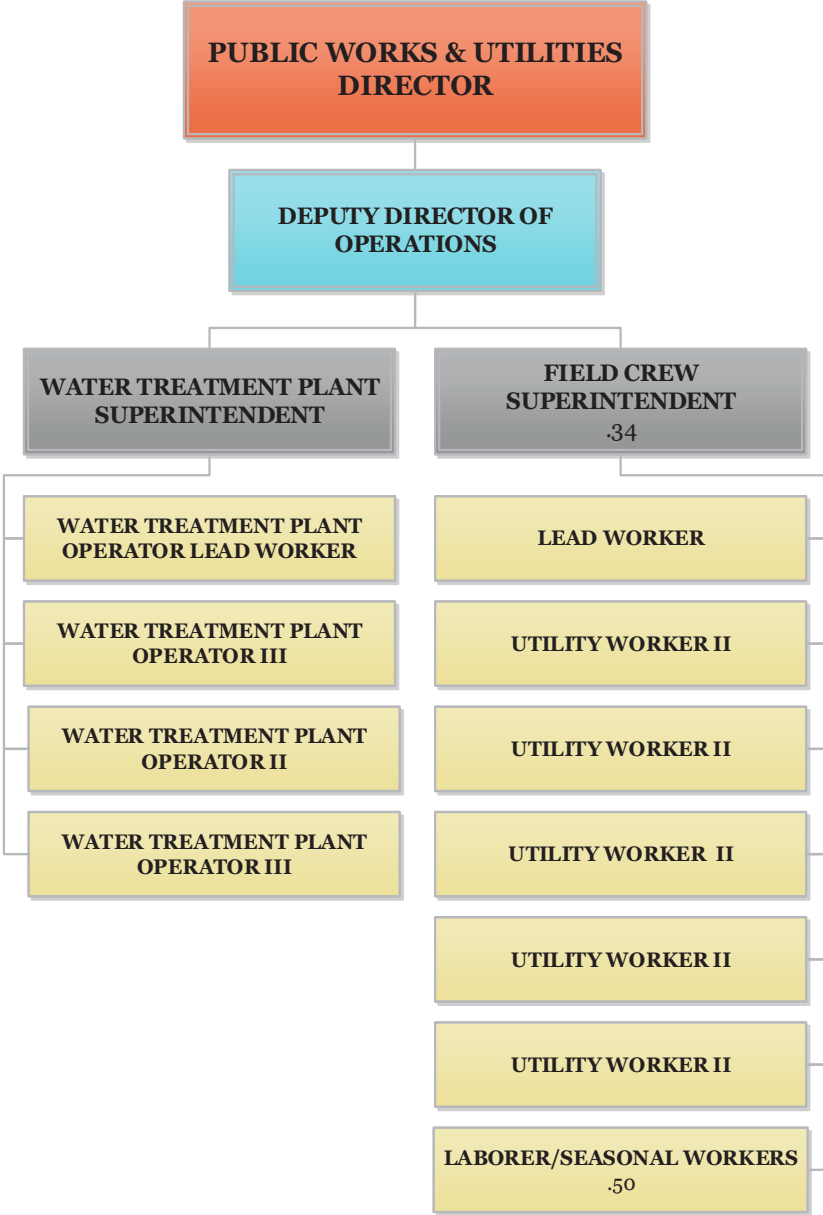 PUBLIC WORKS & UTILITIES
DIRECTOR
DEPUTY DIRECTOR OF
OPERATIONS
WATER TREATMENT PLANT
SUPERINTENDENT
FIELD CREW
SUPERINTENDENT
.34
WATER TREATMENT PLANT
OPERATOR LEAD WORKER
WATER TREATMENT PLANT
OPERATOR III
WATER TREATMENT PLANT
OPERATOR II
WATER TREATMENT PLANT
OPERATOR III
LEAD WORKER
UTILITY WORKER II
UTILITY WORKER II
UTILITY WORKER II
UTILITY WORKER II
UTILITY WORKER II
LABORER/SEASONAL WORKERS
.50